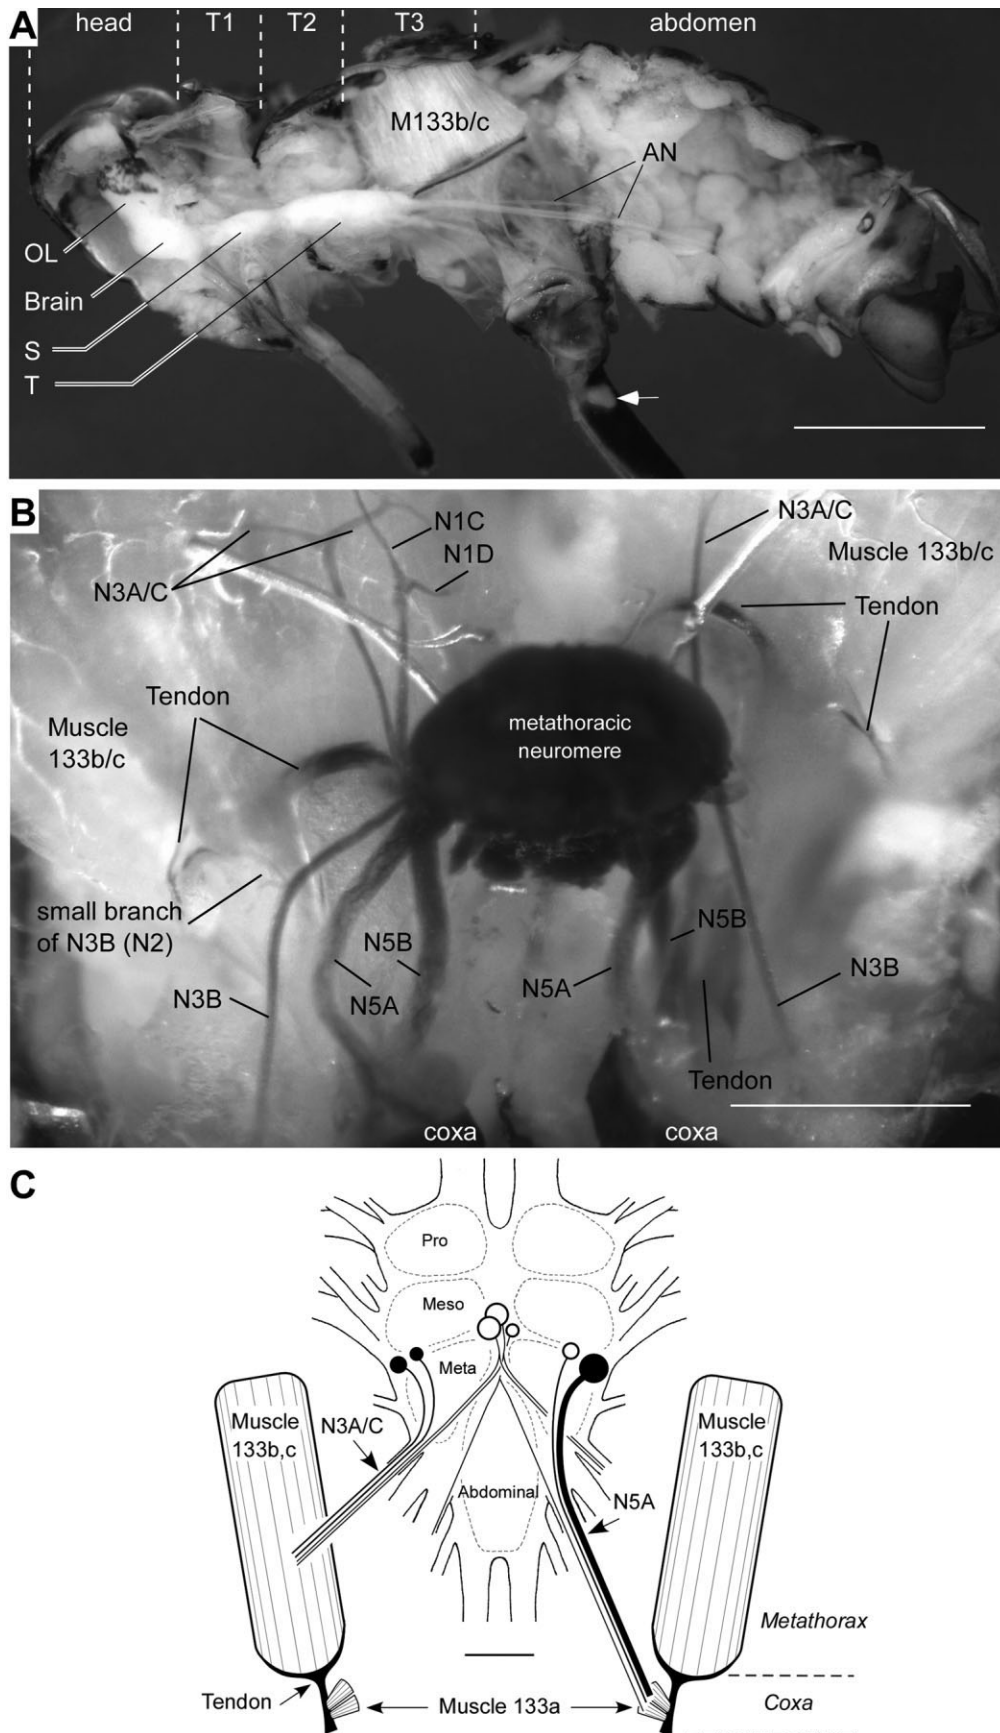 A
head T1 T2 T3 abdomen
M133b/c
AN
OL
Brain
S
T
B
N1C
N3A/C
N1D
Muscle 133b/c
N3A/C
Tendon
Tendon
Muscle
133b/c
metathoracic
neuromere
small branch
of N3B (N2)
N5B
N5B
N3B
N5A
N5A
N3B
Tendon
coxa coxa
C
Pro
Meso
Meta
Muscle
133b,c
Muscle
133b,c
N3A/C
Abdominal
N5A
Metathorax
Tendon
Muscle 133a
Coxa